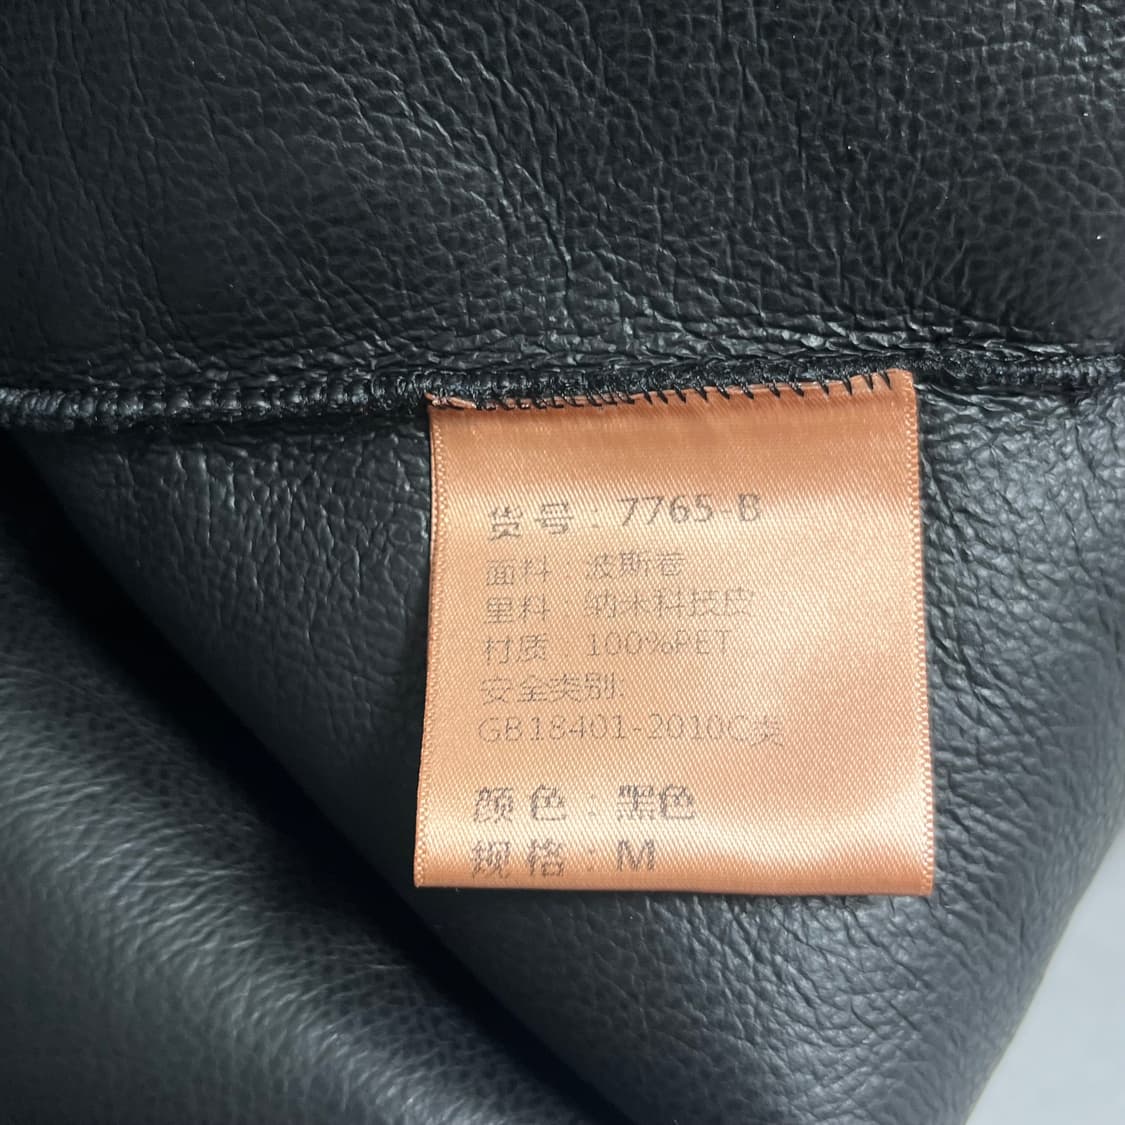 货号：7765-B
面料：波斯卷
里料：纳米科技皮
材质：100%PET
安全类别:
GB18401-2010C类
颜色：黑色
规格：M